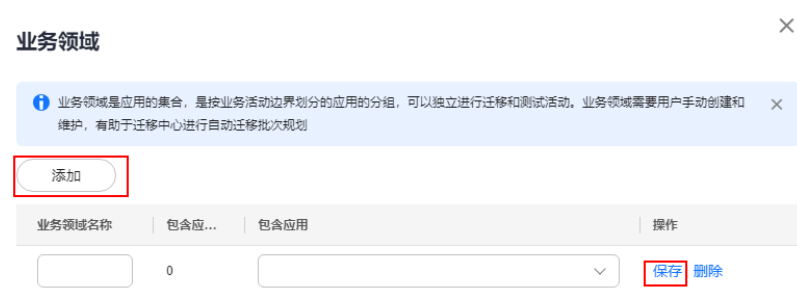 业务领域
业务领域是应用的集合，是按业务活动边界划分的应用的分组，可以独立进行迁移和测试活动。业务领域需要用户手动创建和
维护，有助于迁移中心进行自动迁移批次规划
添加
业务领域名称 包含应... 包含应用 操作
0 保存 删除